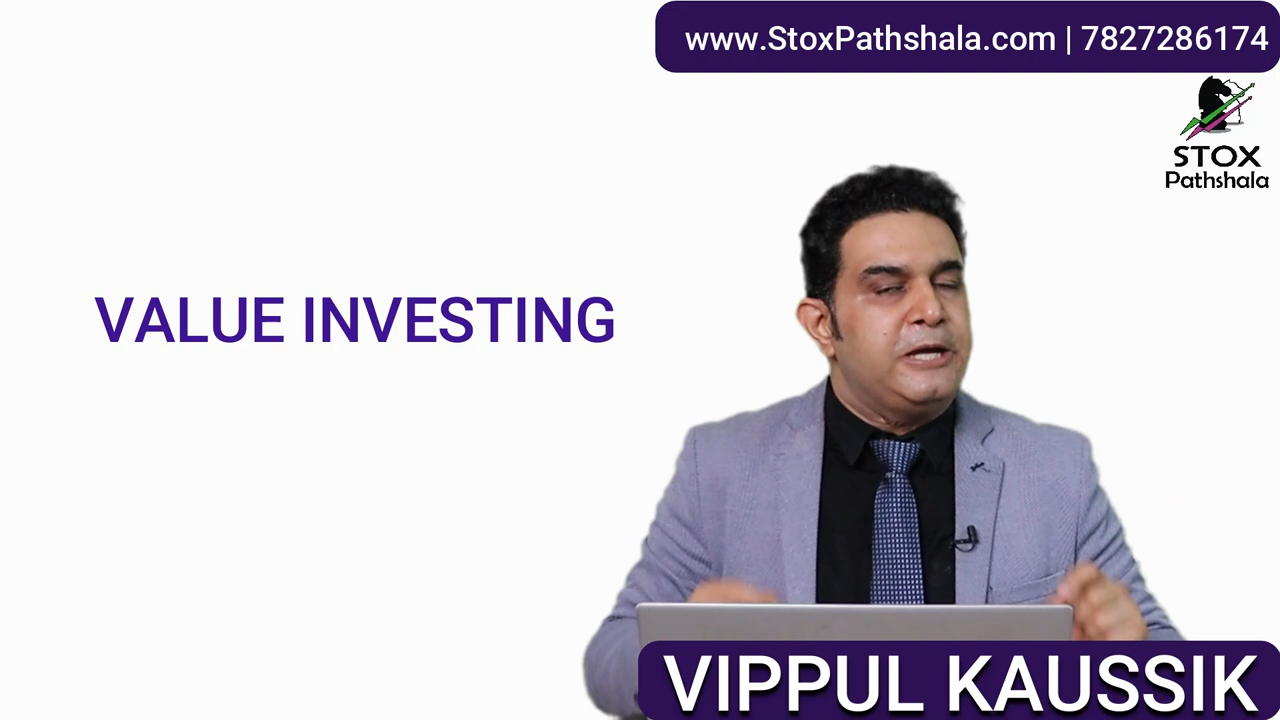 www.StoxPathshala.com | 7827286174
STOX
Pathshala
VALUE INVESTING
VIPPUL KAUSSIK